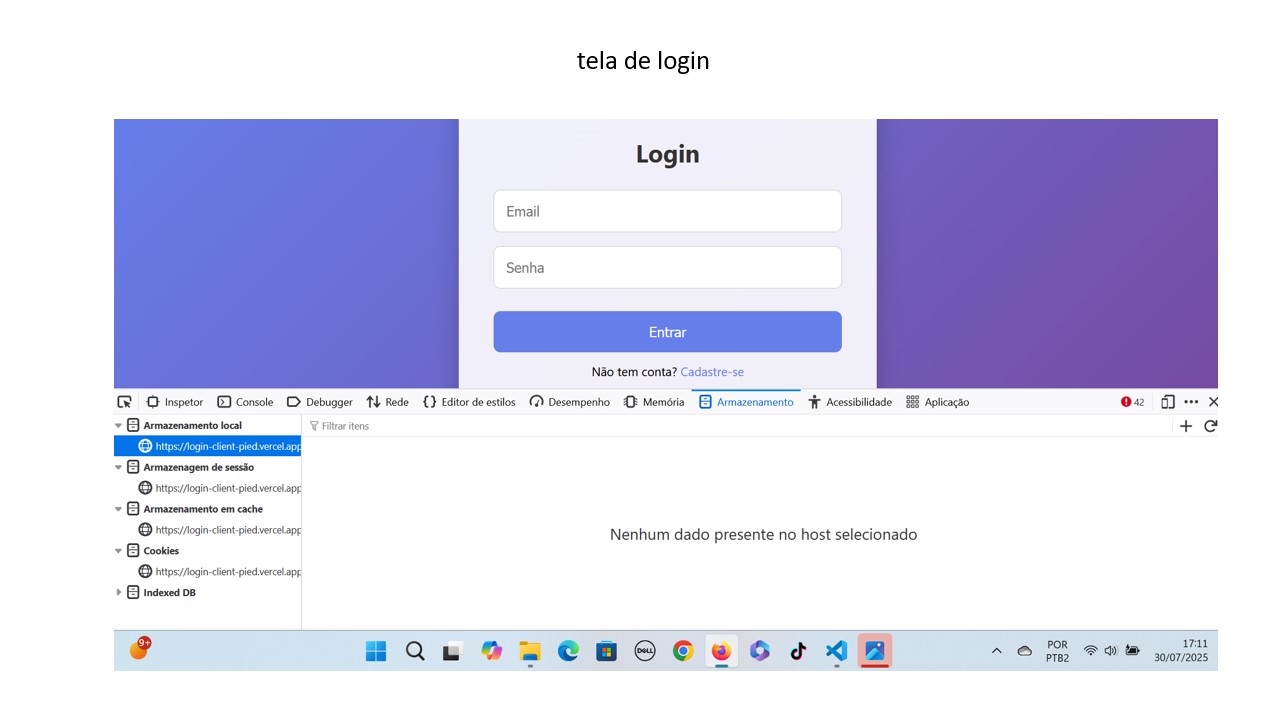 tela de login
Login
Email
Senha
Entrar
Não tem conta? Cadastre-se
Inspetor Console Debugger Rede Editor de estilos Desempenho Memória Armazenamento Acessibilidade Aplicação 42
Armazenamento local
Filtrar itens
https://login-client-pied.vercel.app
Armazenagem de sessão
https://login-client-pied.vercel.app
Armazenamento em cache
https://login-client-pied.vercel.app
Cookies
https://login-client-pied.vercel.app
Indexed DB
Nenhum dado presente no host selecionado
9+
DELL
POR
PTB2
17:11
30/07/2025